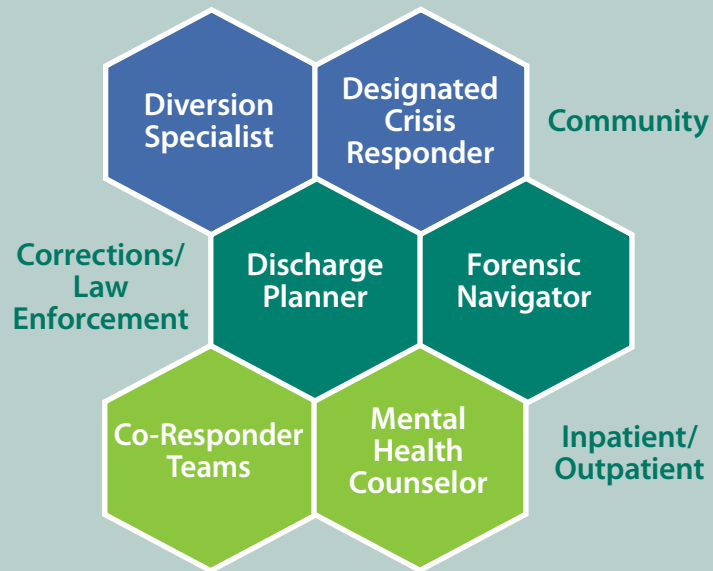 Diversion
Specialist
Designated
Crisis
Responder
Community
Corrections/
Law
Enforcement
Discharge
Planner
Forensic
Navigator
Co-Responder
Teams
Mental
Health
Counselor
Inpatient/
Outpatient